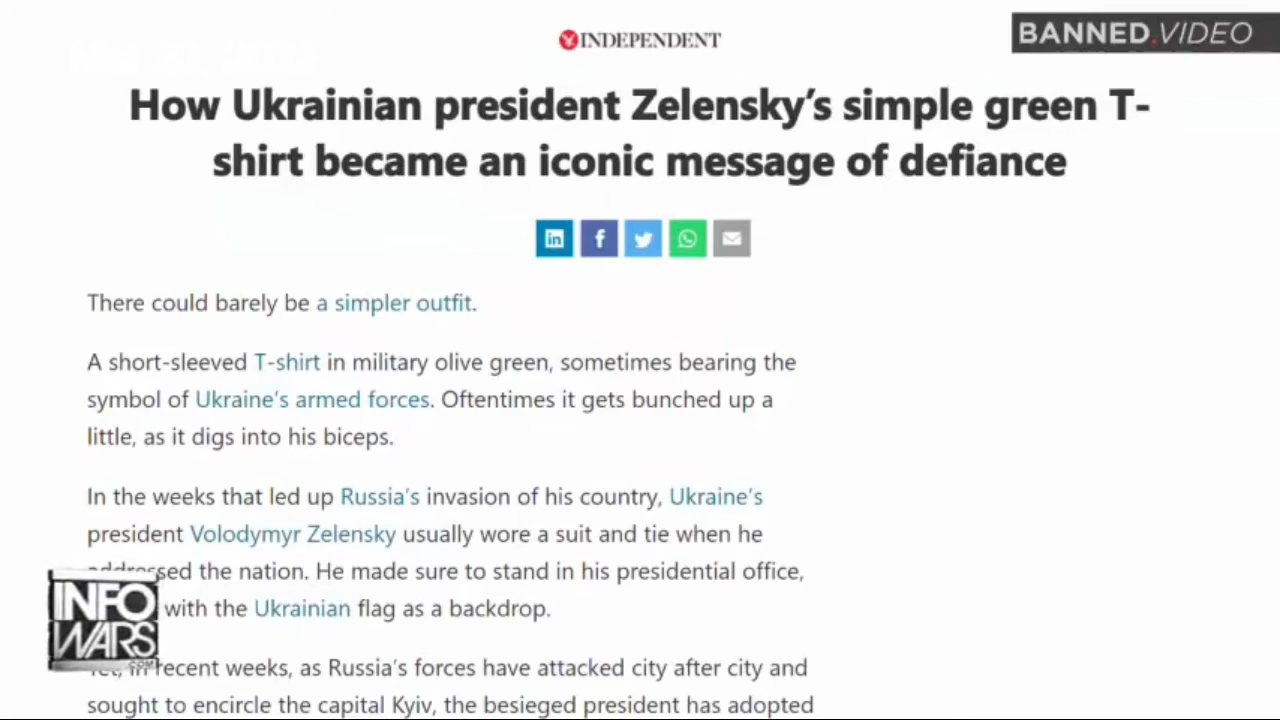 INDEPENDENT
BANNED.VIDEO
How Ukrainian president Zelensky's simple green T-
shirt became an iconic message of defiance
in
f
There could barely be a simpler outfit.
A short-sleeved T-shirt in military olive green, sometimes bearing the
symbol of Ukraine's armed forces. Oftentimes it gets bunched up a
little, as it digs into his biceps.
In the weeks that led up Russia's invasion of his country, Ukraine's
president Volodymyr Zelensky usually wore a suit and tie when he
addressed the nation. He made sure to stand in his presidential office,
with the Ukrainian flag as a backdrop.
INFO
WARS
.COM
recent weeks, as Russia's forces have attacked city after city and
sought to encircle the capital Kyiv, the besieged president has adopted